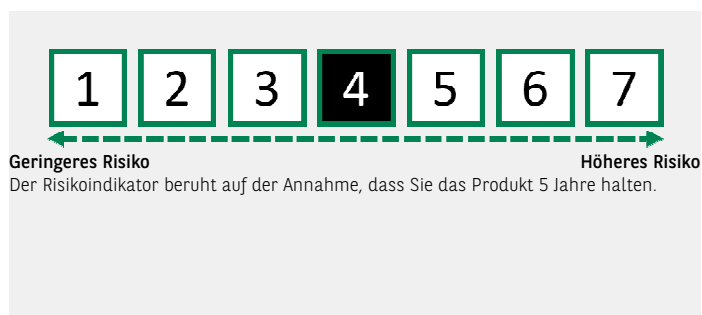 1 2 3 4 5 6 7
Geringeres Risiko Höheres Risiko
Der Risikoindikator beruht auf der Annahme, dass Sie das Produkt 5 Jahre halten.